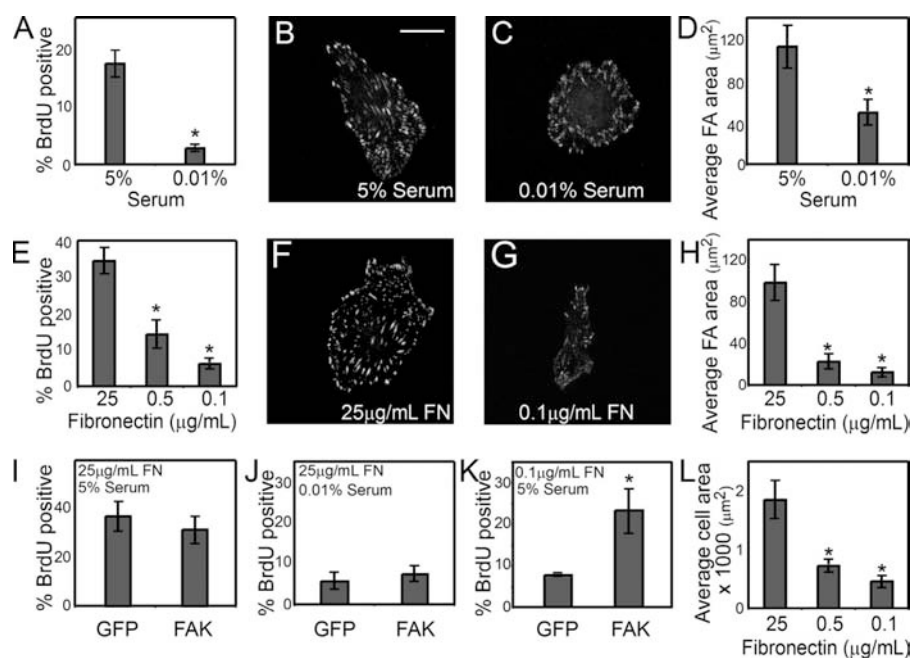 A
% BrdU positive
20
10
0
5% 0.01%
Serum
B
5% Serum
C
0.01% Serum
D
Average FA area (μm2)
120
80
40
0
5% 0.01%
Serum
E
% BrdU positive
40
30
20
10
0
25 0.5 0.1
Fibronectin (μg/mL)
F
25μg/mL FN
G
0.1μg/mL FN
H
Average FA area (μm2)
120
80
40
0
25 0.5 0.1
Fibronectin (μg/mL)
I
25μg/mL FN
5% Serum
% BrdU positive
40
20
0
GFP FAK
J
25μg/mL FN
0.01% Serum
% BrdU positive
30
20
10
0
GFP FAK
K
0.1μg/mL FN
5% Serum
% BrdU positive
30
20
10
0
GFP FAK
L
Average cell area
x 1000 (μm2)
2
1
0
25 0.5 0.1
Fibronectin (μg/mL)